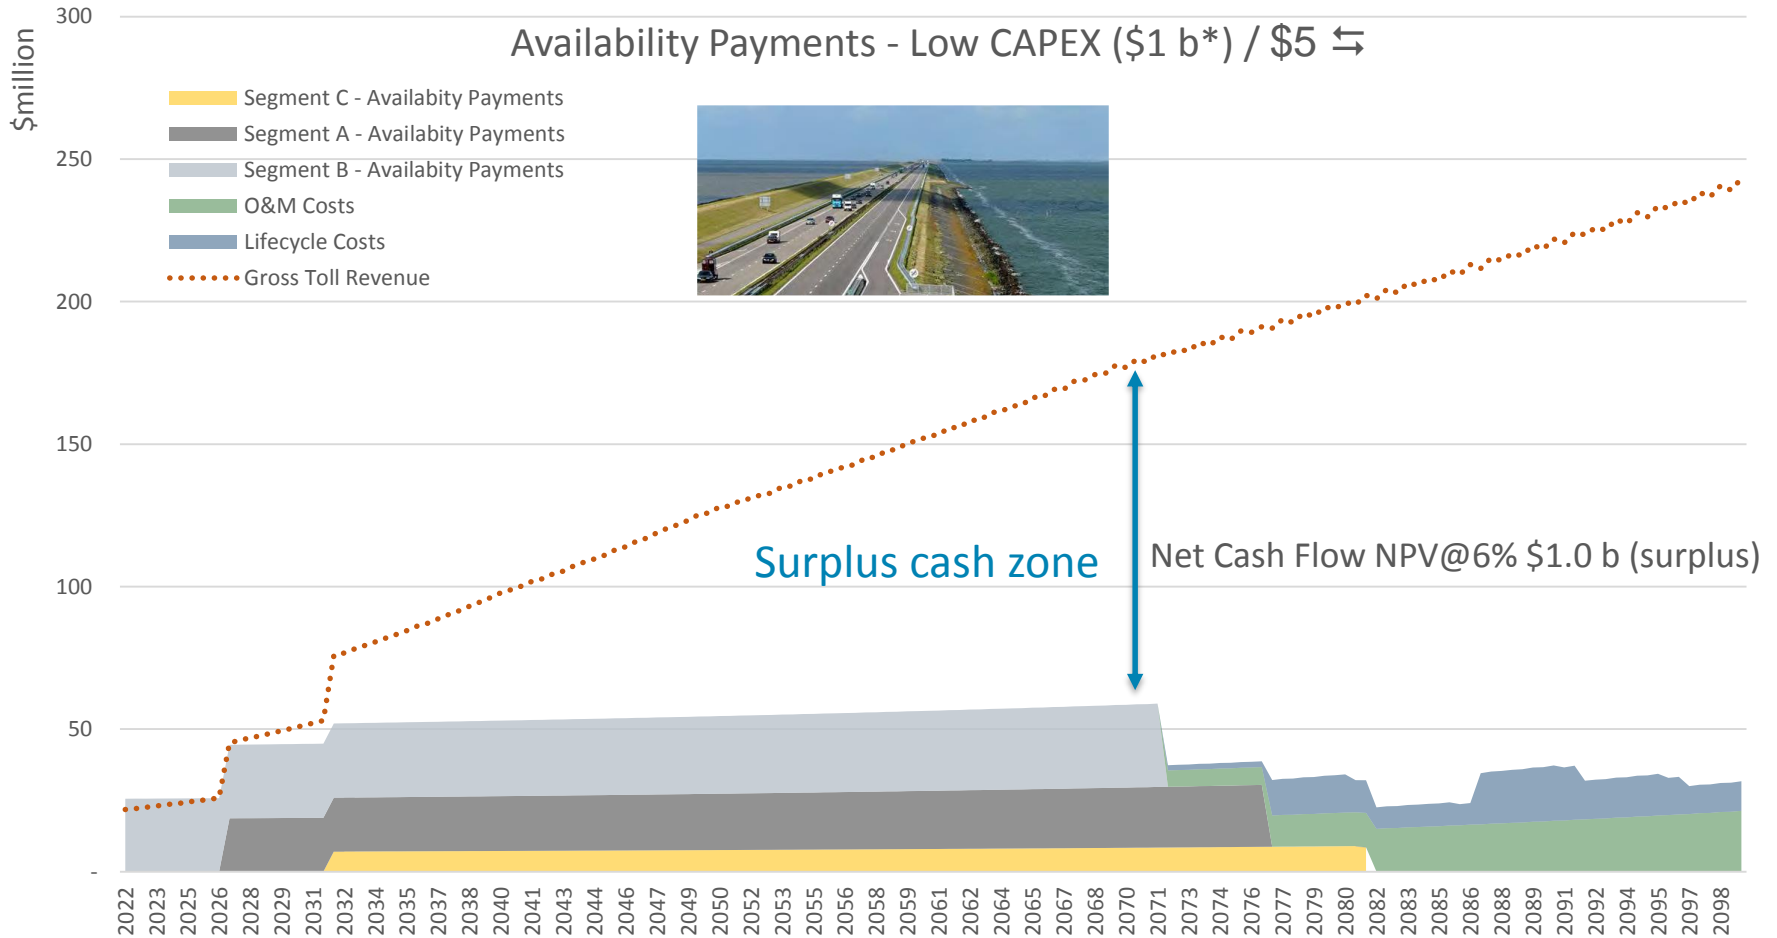 300
Availability Payments - Low CAPEX ($1 b*) / $5 ⇆
$million
Segment C - Availabity Payments
Segment A - Availabity Payments
Segment B - Availabity Payments
O&M Costs
Lifecycle Costs
Gross Toll Revenue
250
200
150
100
50
-
Surplus cash zone
Net Cash Flow NPV@6% $1.0 b (surplus)
2022 2023 2025 2026 2028 2029 2031 2032 2034 2035 2037 2038 2040 2041 2043 2044 2046 2047 2049 2050 2052 2053 2055 2056 2058 2059 2061 2062 2064 2065 2067 2068 2070 2071 2073 2074 2076 2077 2079 2080 2082 2083 2085 2086 2088 2089 2091 2092 2094 2095 2097 2098